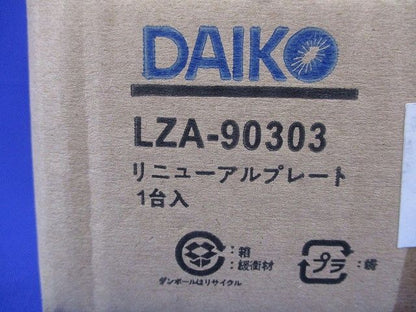 DAIKO
LZA-90303
リニューアルプレート
1台入
:箱
:緩衝材
ダンボールはリサイクル
プラ
:袋